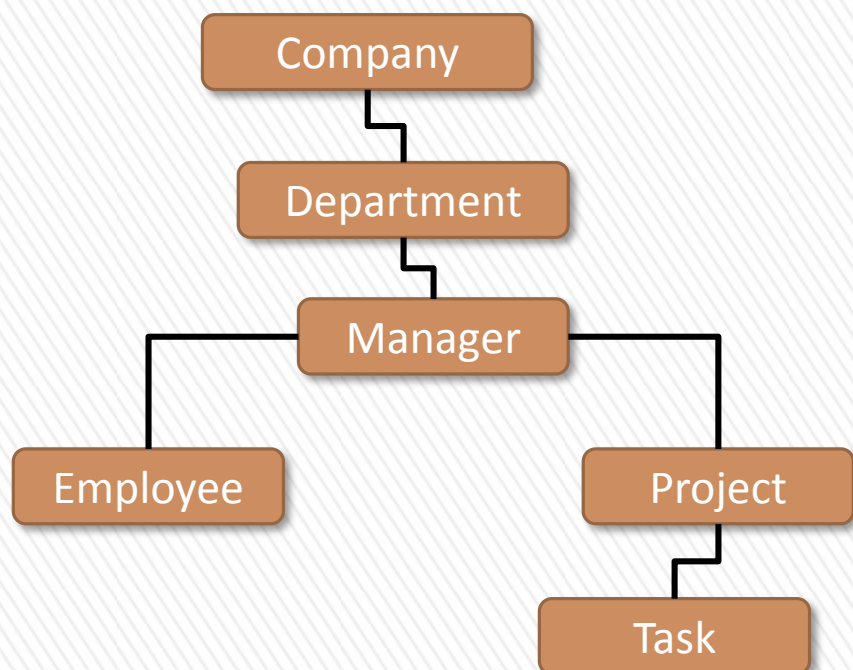 Company
Department
Manager
Employee
Project
Task